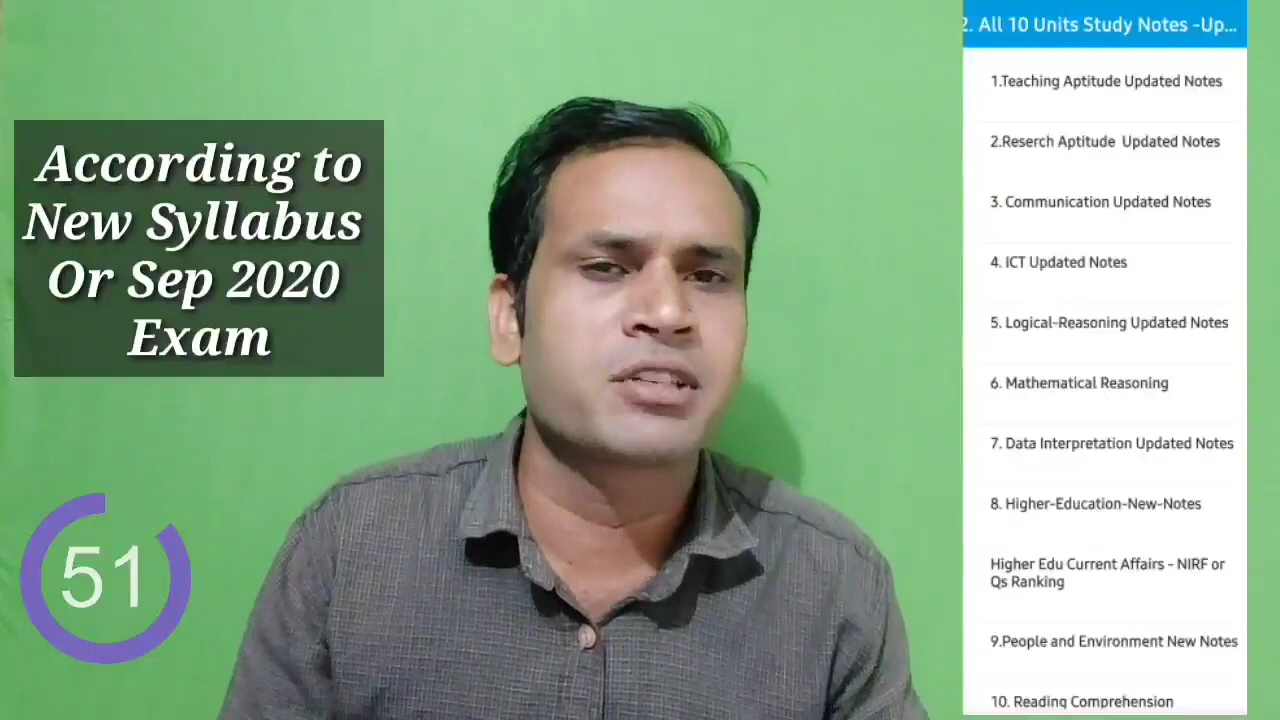 According to
New Syllabus
Or Sep 2020
Exam
51
2. All 10 Units Study Notes -Up...
1.Teaching Aptitude Updated Notes
2.Reserch Aptitude Updated Notes
3. Communication Updated Notes
4. ICT Updated Notes
5. Logical-Reasoning Updated Notes
6. Mathematical Reasoning
7. Data Interpretation Updated Notes
8. Higher-Education-New-Notes
Higher Edu Current Affairs - NIRF or
Qs Ranking
9.People and Environment New Notes
10. Reading Comprehension